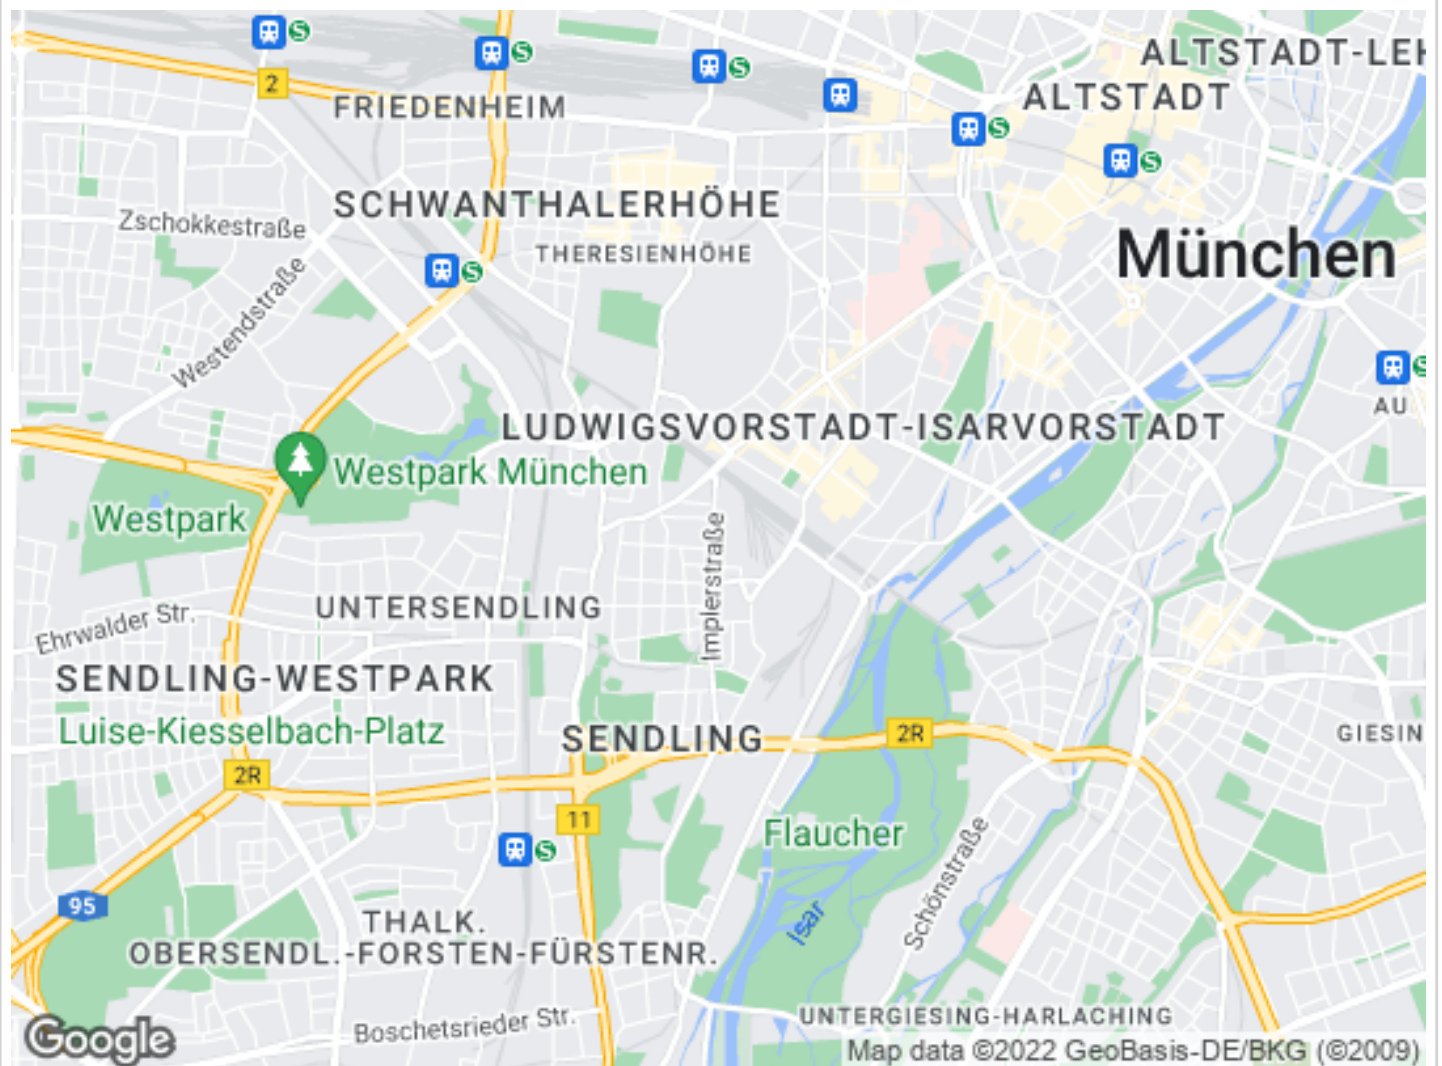 S
S
S
ALTSTADT-LEH
2
FRIEDENHEIM
ALTSTADT
S
S
SCHWANTHALERHÖHE
Zschokkestraße
THERESIENHÖHE
München
S
Westendstraße
S
AU
LUDWIGSVORSTADT-ISARVORSTADT
Westpark München
Westpark
Implerstraße
UNTERSENDLING
Ehrwalder Str.
SENDLING-WESTPARK
Luise-Kiesselbach-Platz
SENDLING
2R
GIESIN
2R
11
Flaucher
S
Schönstraße
95
THALK.
OBERSENDL.-FORSTEN-FÜRSTENR.
Isar
Boschetsrieder Str.
UNTERGIESING-HARLACHING
Google
Map data ©2022 GeoBasis-DE/BKG (©2009)